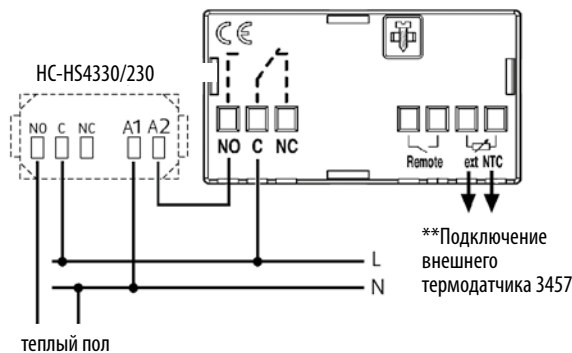 CE
HC-HS4330/230
NO C NC A1 A2
NO C NC
Remote ext NTC
L
N
**Подключение
внешнего
термодатчика 3457
теплый пол